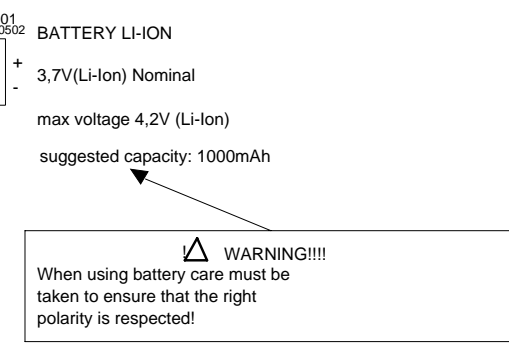 01
0502
BATTERY LI-ION
+
3,7V(Li-Ion) Nominal
-
max voltage 4,2V (Li-Ion)
suggested capacity: 1000mAh
! WARNING!!!!
When using battery care must be
taken to ensure that the right
polarity is respected!